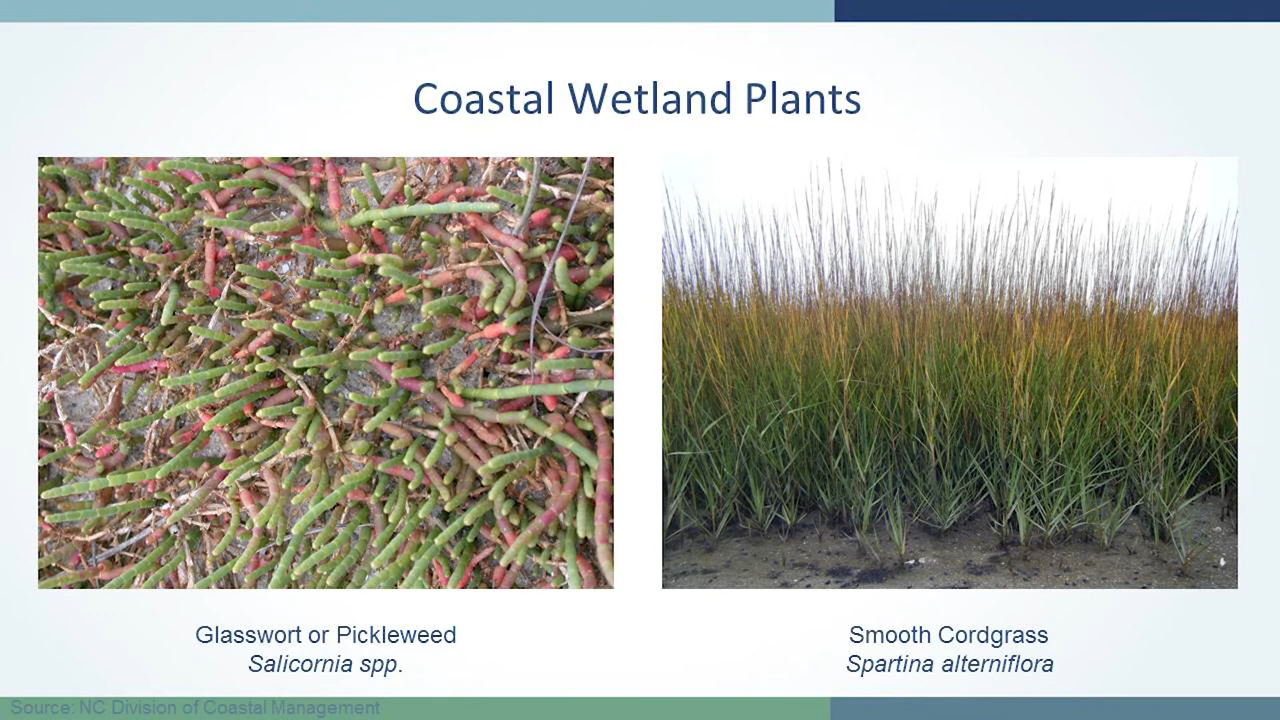 Coastal Wetland Plants
Glasswort or Pickleweed
Salicornia spp.
Smooth Cordgrass
Spartina alterniflora
Source: NC Division of Coastal Management